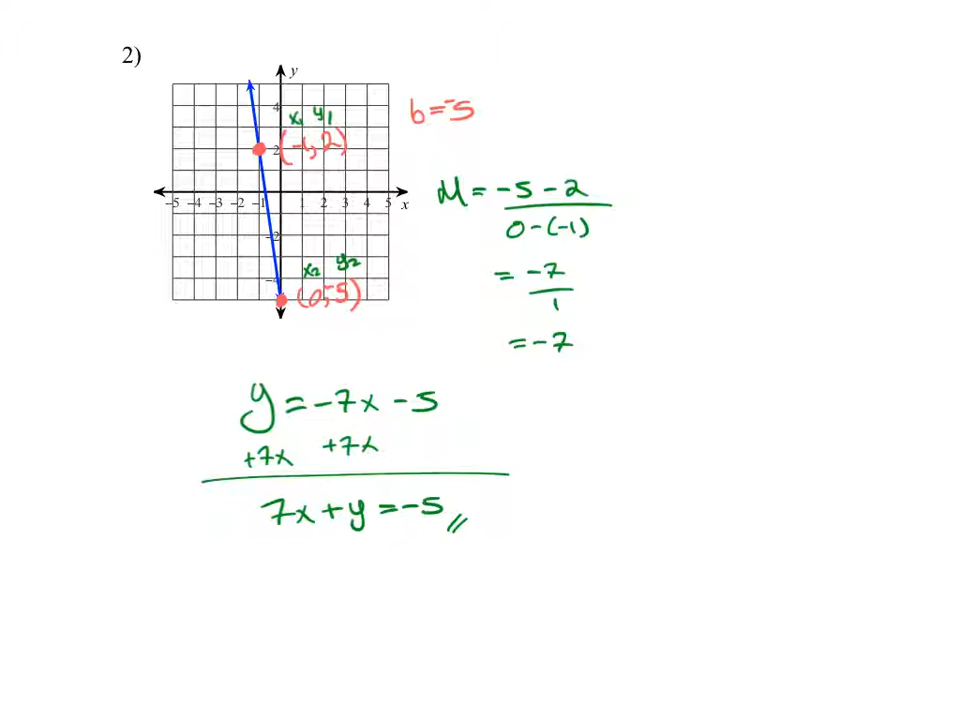 2)
y
4
x₁ y₁
b = -5
(-1, 2)
2
-5 -4 -3 -2 -1 1 2 3 4 5 x
M = -5 - 2
0 - (-1)
-2
x₂ y₂
= -7
1
-4
(0, -5)
= -7
y = -7x - 5
+7x +7x
7x + y = -5 //